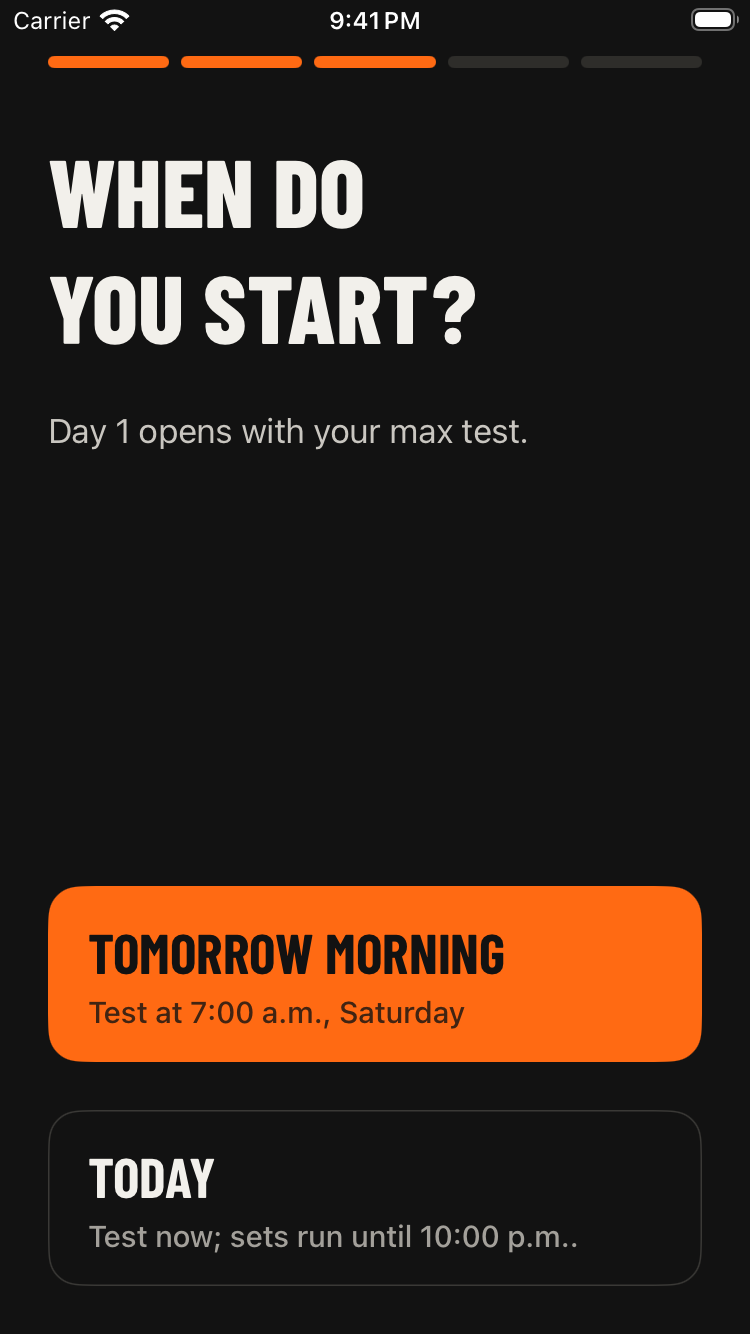 Carrier 9:41 PM
WHEN DO
YOU START?
Day 1 opens with your max test.
TOMORROW MORNING
Test at 7:00 a.m., Saturday
TODAY
Test now; sets run until 10:00 p.m..